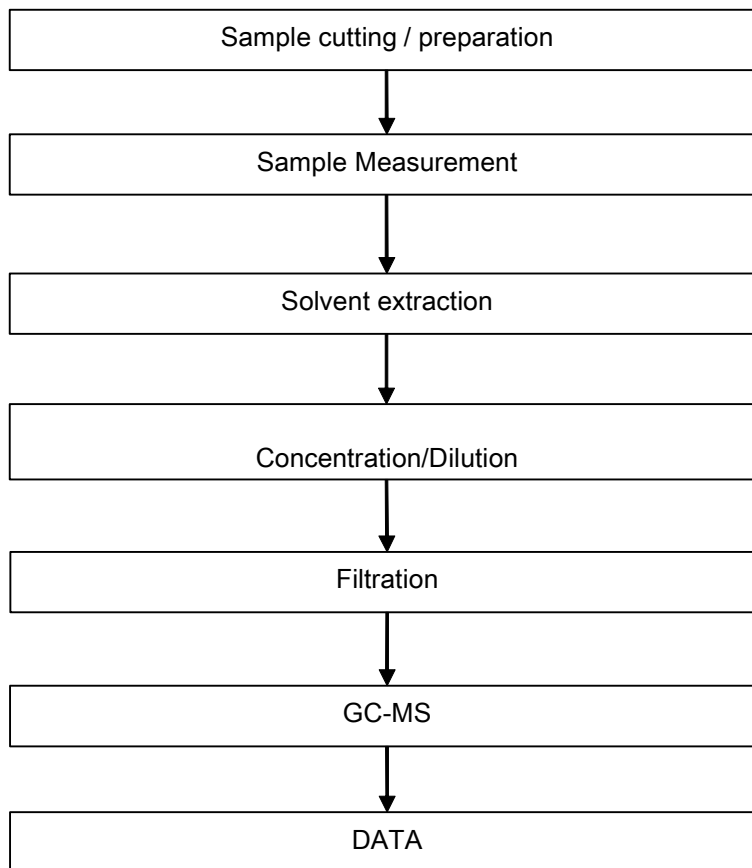 Sample cutting / preparation
Sample Measurement
Solvent extraction
Concentration/Dilution
Filtration
GC-MS
DATA